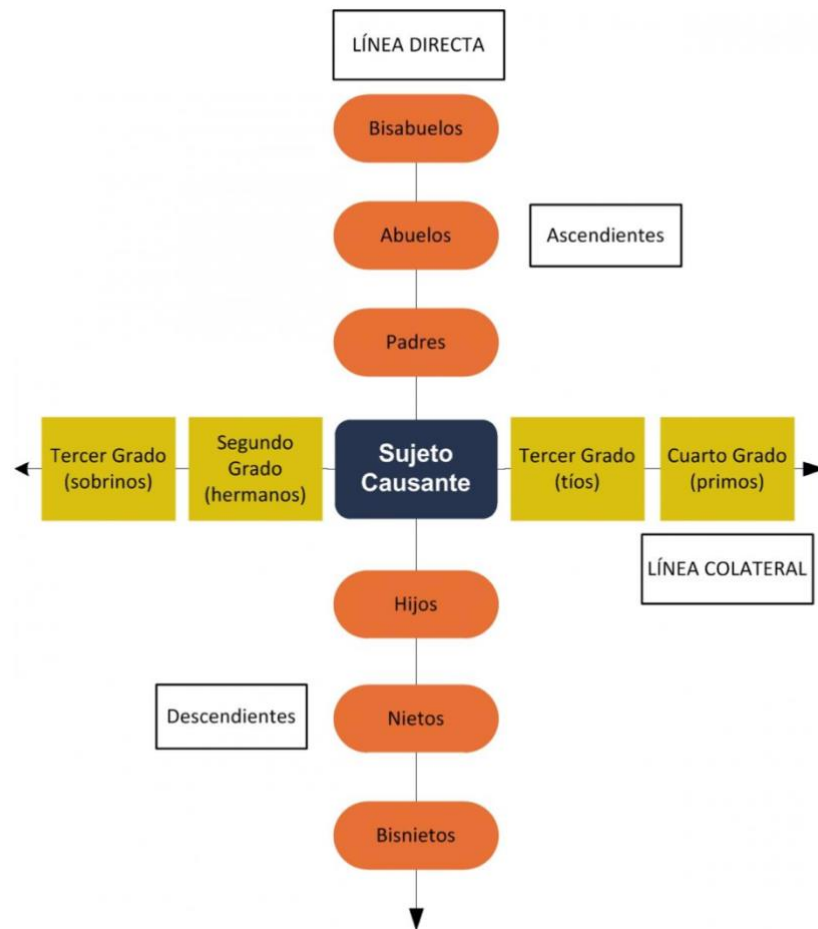 LÍNEA DIRECTA
Bisabuelos
Abuelos
Ascendientes
Padres
Tercer Grado
(sobrinos)
Segundo
Grado
(hermanos)
Sujeto
Causante
Tercer Grado
(tíos)
Cuarto Grado
(primos)
LÍNEA COLATERAL
Hijos
Descendientes
Nietos
Bisnietos